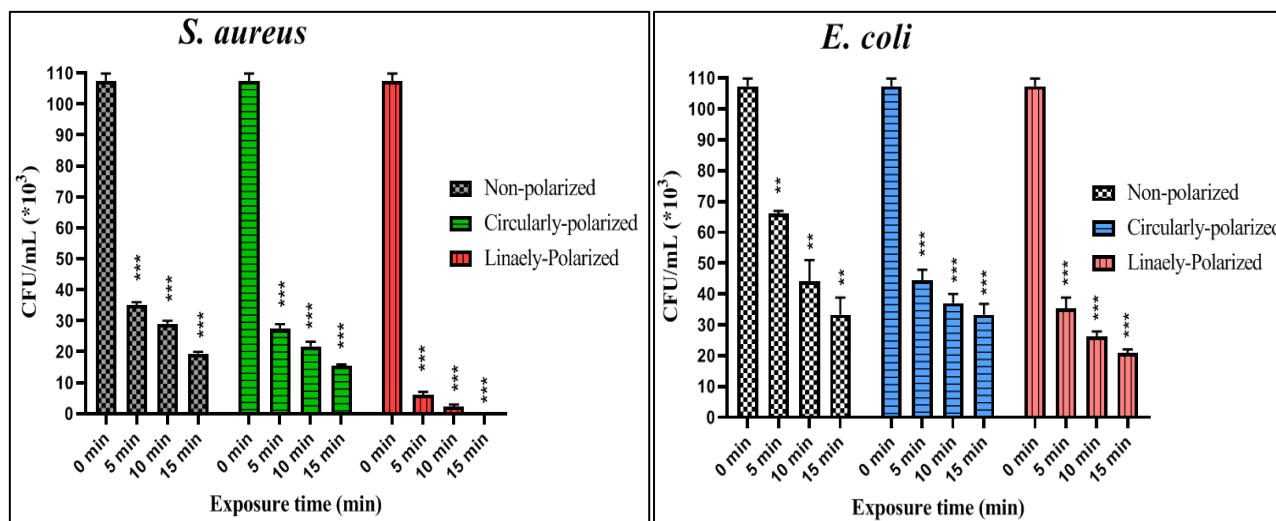 S. aureus
CFU/mL (*10³)
110
100
90
80
70
60
50
40
30
20
10
0
*** *** ***
*** *** ***
*** *** ***
Non-polarized
Circularly-polarized
Linaely-Polarized
0 min 5 min 10 min 15 min 0 min 5 min 10 min 15 min 0 min 5 min 10 min 15 min
Exposure time (min)
E. coli
CFU/mL (*10³)
110
100
90
80
70
60
50
40
30
20
10
0
** ** **
*** *** ***
*** *** ***
Non-polarized
Circularly-polarized
Linaely-Polarized
0 min 5 min 10 min 15 min 0 min 5 min 10 min 15 min 0 min 5 min 10 min 15 min
Exposure time (min)